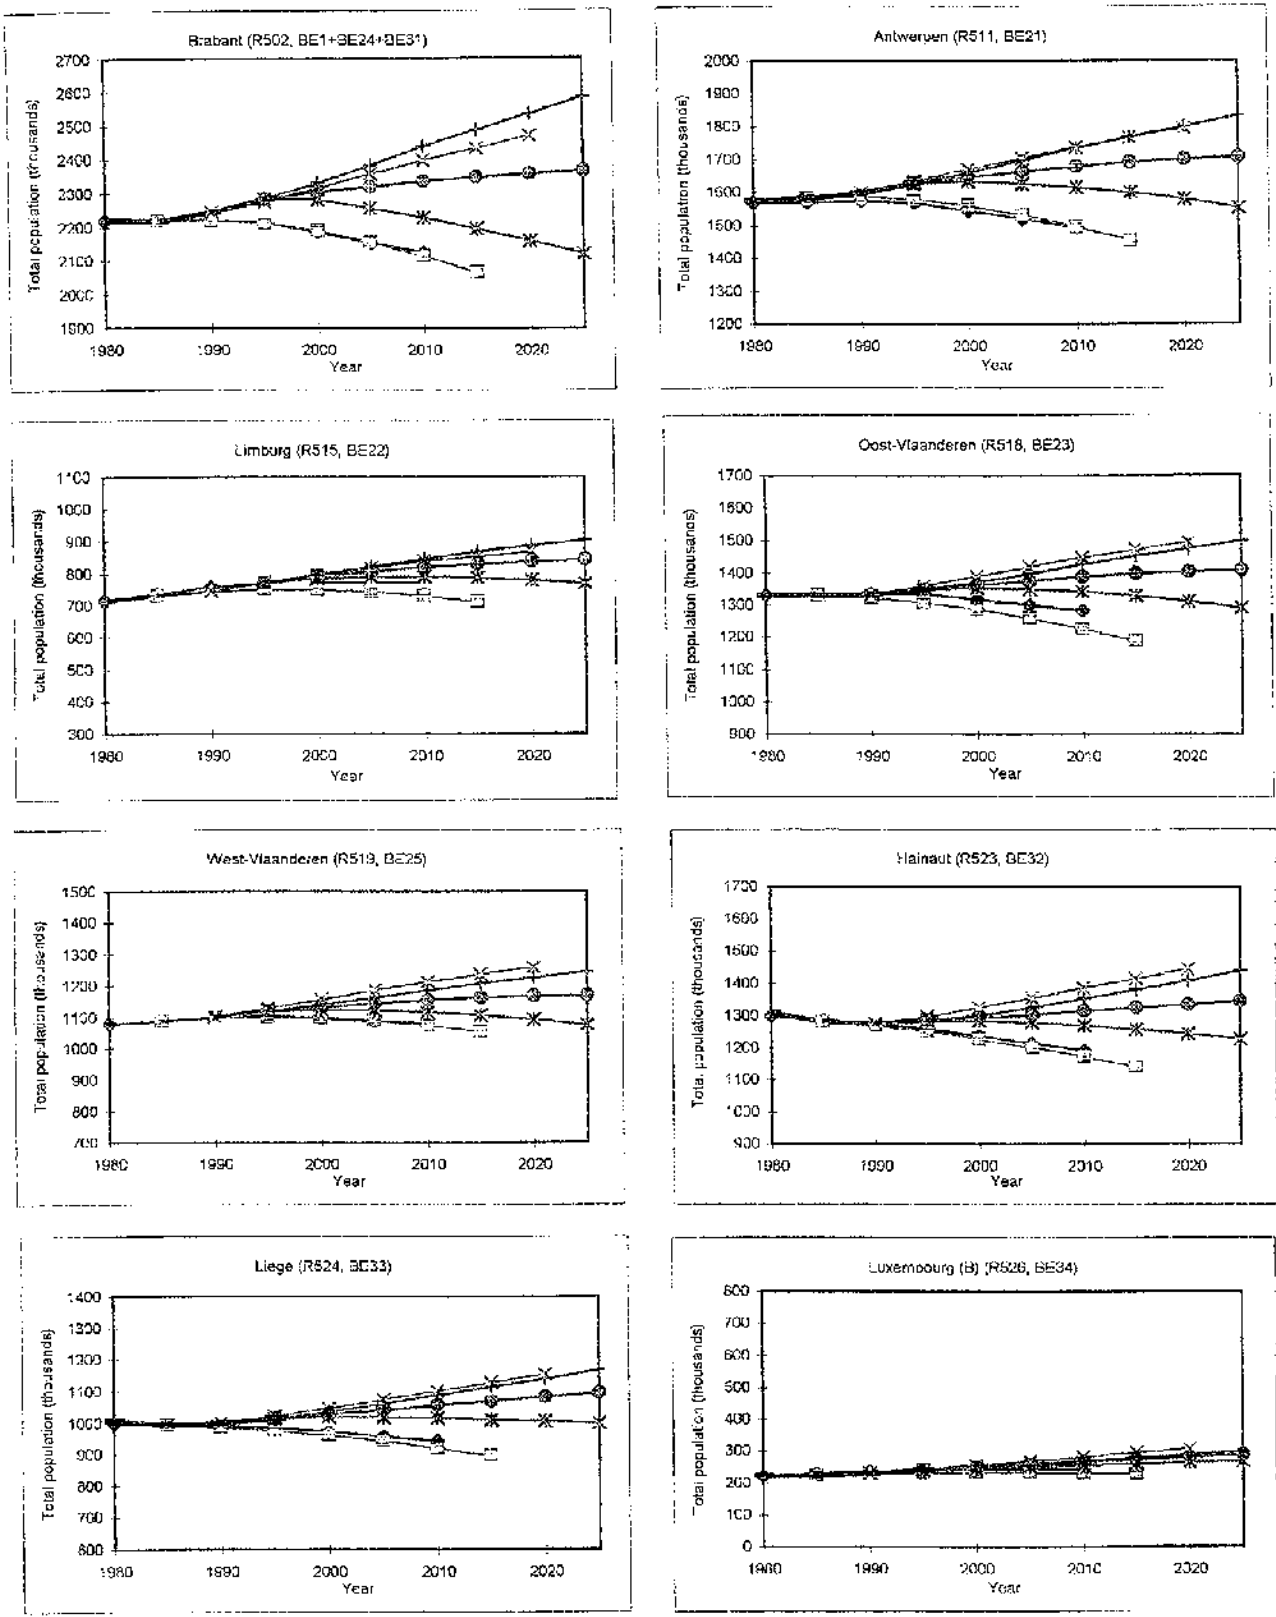 Brabant (R502, BE1+BE24+BE31)
Total population (thousands)
2700
2600
2500
2400
2300
2200
2100
2000
1900
1980 1990 2000 2010 2020
Year
Antwerpen (R511, BE21)
Total population (thousands)
2000
1900
1800
1700
1600
1500
1400
1300
1200
1980 1990 2000 2010 2020
Year
Limburg (R515, BE22)
Total population (thousands)
1100
1000
900
800
700
600
500
400
300
1980 1990 2000 2010 2020
Year
Oost-Vlaanderen (R518, BE23)
Total population (thousands)
1700
1600
1500
1400
1300
1200
1100
1000
900
1980 1990 2000 2010 2020
Year
West-Vlaanderen (R519, BE25)
Total population (thousands)
1500
1400
1300
1200
1100
1000
900
800
700
1980 1990 2000 2010 2020
Year
Hainaut (R523, BE32)
Total population (thousands)
1700
1600
1500
1400
1300
1200
1100
1000
900
1980 1990 2000 2010 2020
Year
Liege (R524, BE33)
Total population (thousands)
1400
1300
1200
1100
1000
900
800
700
600
1980 1990 2000 2010 2020
Year
Luxembourg (B) (R526, BE34)
Total population (thousands)
800
700
600
500
400
300
200
100
0
1980 1990 2000 2010 2020
Year